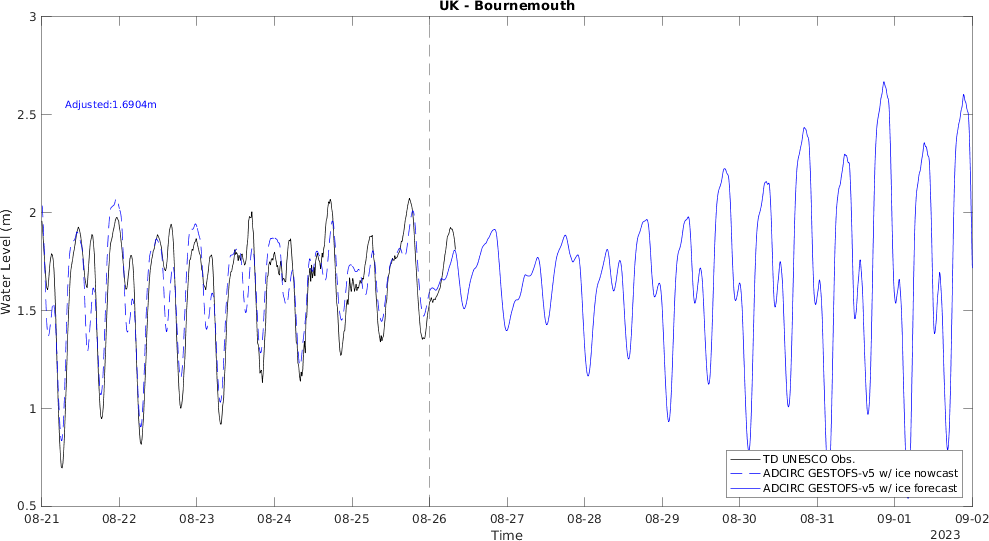 UK - Bournemouth
3
2.5
2
1.5
1
0.5
Water Level (m)
Adjusted:1.6904m
TD UNESCO Obs.
ADCIRC GESTOFS-v5 w/ ice nowcast
ADCIRC GESTOFS-v5 w/ ice forecast
08-21 08-22 08-23 08-24 08-25 08-26 08-27 08-28 08-29 08-30 08-31 09-01 09-02
Time
2023